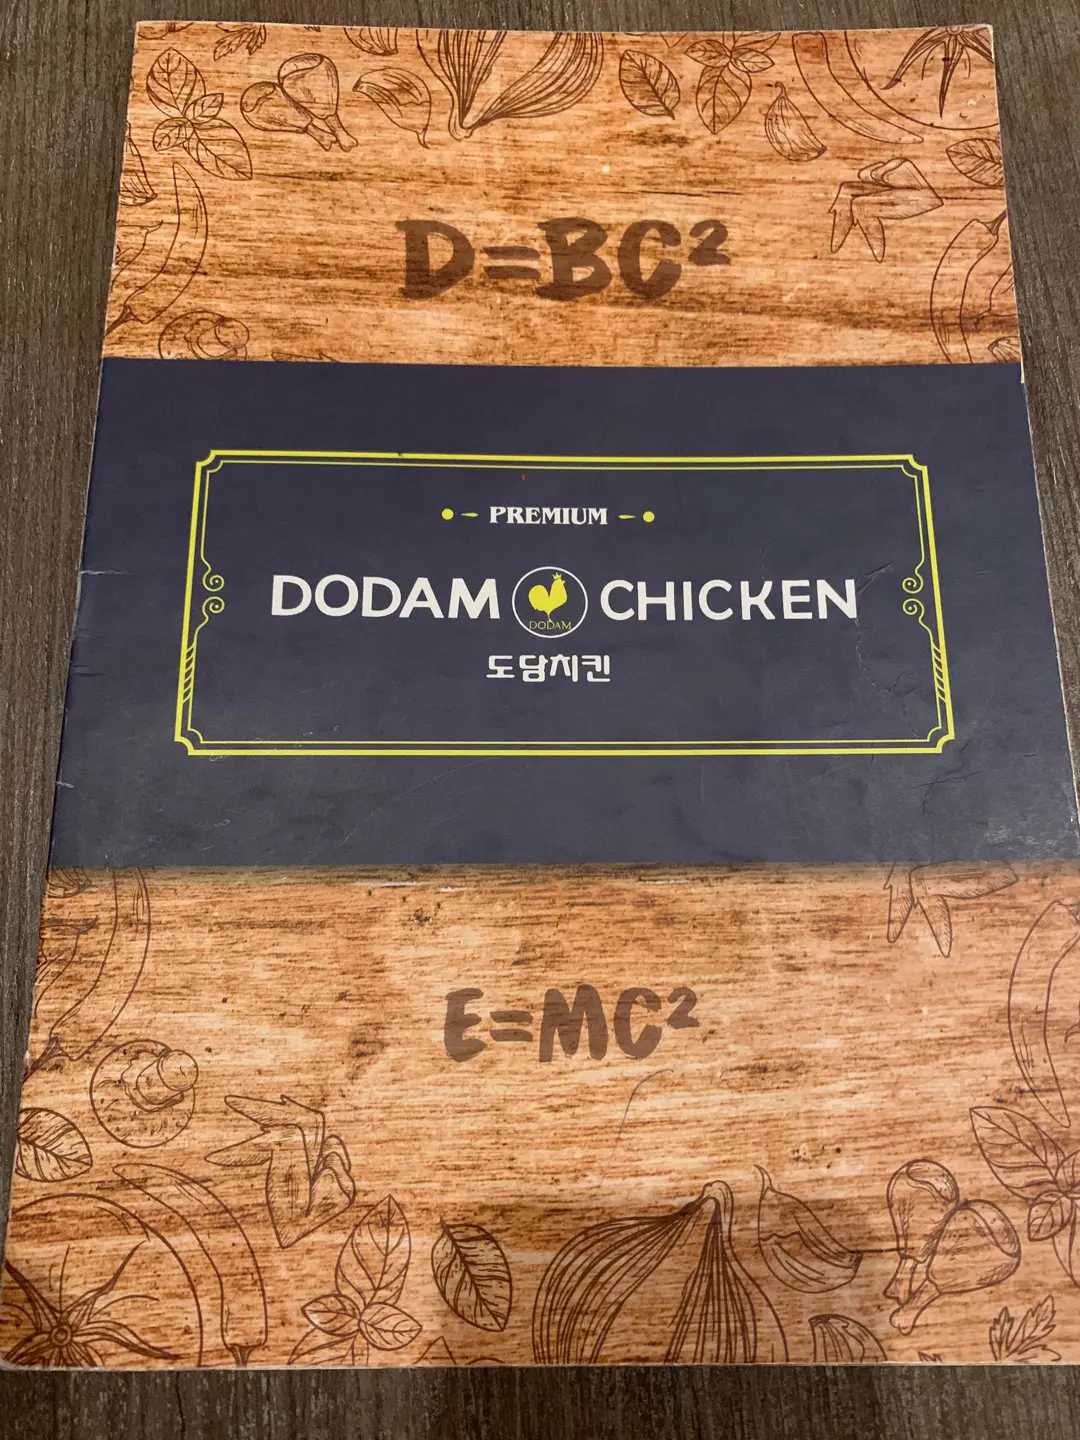 D=BC²
PREMIUM
DODAM DODAM CHICKEN
도담치킨
E=MC²